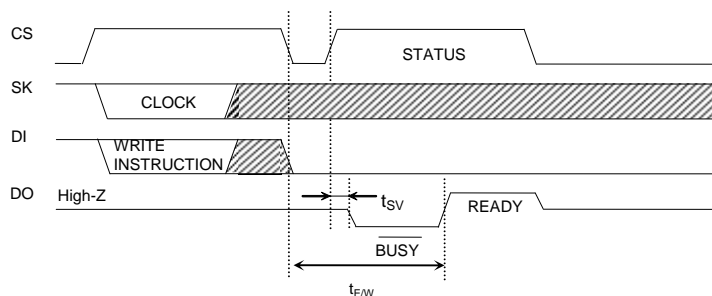 CS
STATUS
SK
CLOCK
DI
WRITE
INSTRUCTION
DO
High-Z
tSV
READY
BUSY
tE/W